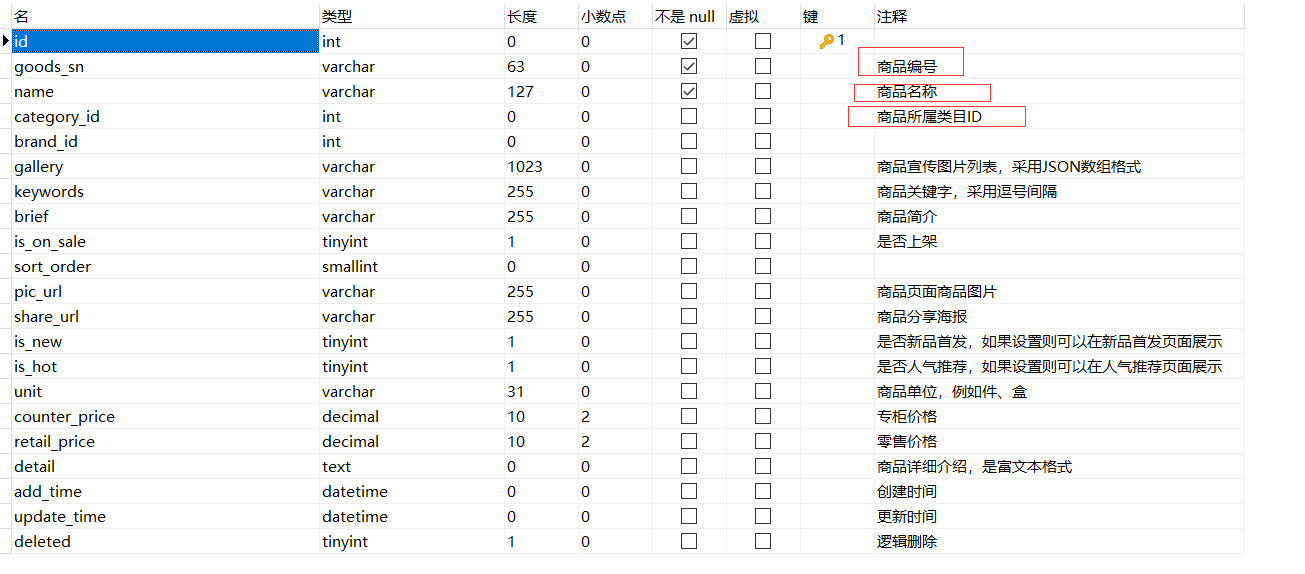 名 类型 长度 小数点 不是 null 虚拟 键 注释
id int 0 0 1
goods_sn varchar 63 0 商品编号
name varchar 127 0 商品名称
category_id int 0 0 商品所属类目ID
brand_id int 0 0
gallery varchar 1023 0 商品宣传图片列表，采用JSON数组格式
keywords varchar 255 0 商品关键字，采用逗号间隔
brief varchar 255 0 商品简介
is_on_sale tinyint 1 0 是否上架
sort_order smallint 0 0
pic_url varchar 255 0 商品页面商品图片
share_url varchar 255 0 商品分享海报
is_new tinyint 1 0 是否新品首发，如果设置则可以在新品首发页面展示
is_hot tinyint 1 0 是否人气推荐，如果设置则可以在人气推荐页面展示
unit varchar 31 0 商品单位，例如件、盒
counter_price decimal 10 2 专柜价格
retail_price decimal 10 2 零售价格
detail text 0 0 商品详细介绍，是富文本格式
add_time datetime 0 0 创建时间
update_time datetime 0 0 更新时间
deleted tinyint 1 0 逻辑删除